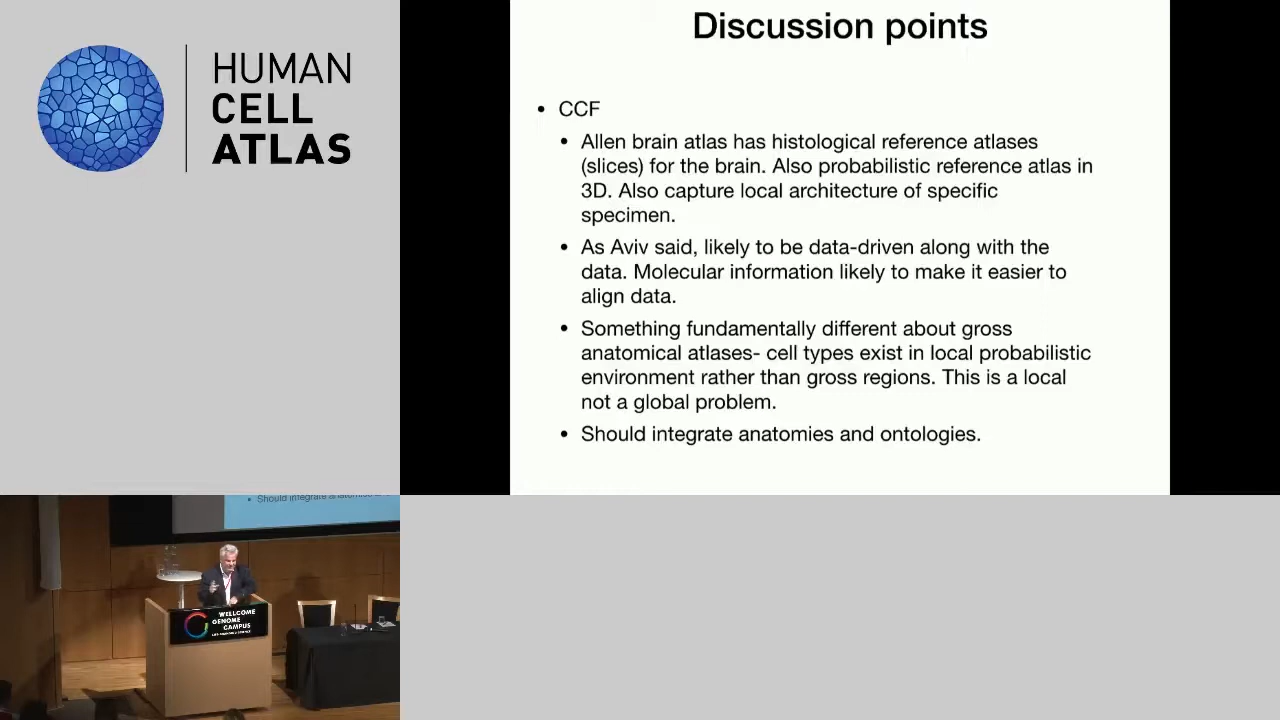 HUMAN
CELL
ATLAS
Discussion points
• CCF
• Allen brain atlas has histological reference atlases
(slices) for the brain. Also probabilistic reference atlas in
3D. Also capture local architecture of specific
specimen.
• As Aviv said, likely to be data-driven along with the
data. Molecular information likely to make it easier to
align data.
• Something fundamentally different about gross
anatomical atlases- cell types exist in local probabilistic
environment rather than gross regions. This is a local
not a global problem.
• Should integrate anatomies and ontologies.
• Should integrate
WELLCOME
GENOME
CAMPUS